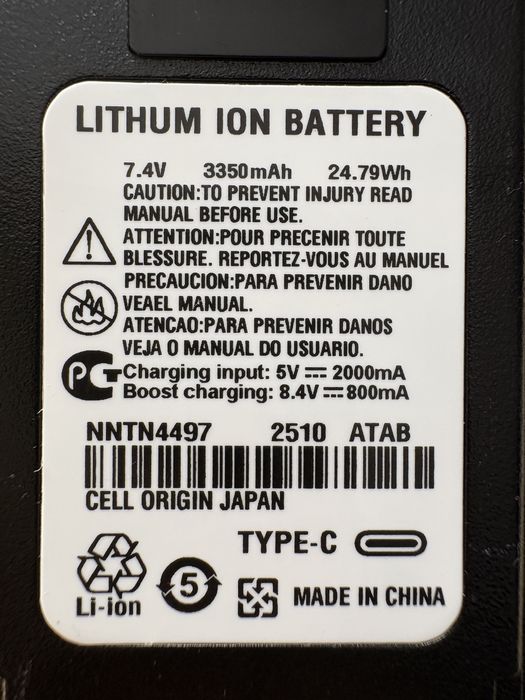 LITHUM ION BATTERY
7.4V 3350mAh 24.79Wh
CAUTION:TO PREVENT INJURY READ
MANUAL BEFORE USE.
ATTENTION:POUR PRECENIR TOUTE
BLESSURE. REPORTEZ-VOUS AU MANUEL
PRECAUCION:PARA PREVENIR DANO
VEAEL MANUAL.
ATENCAO:PARA PREVENIR DANOS
VEJA O MANUAL DO USUARIO.
Charging input: 5V ⎓ 2000mA
Boost charging: 8.4V ⎓ 800mA
NNTN4497 2510 ATAB
CELL ORIGIN JAPAN
TYPE-C
Li-ion
5
MADE IN CHINA